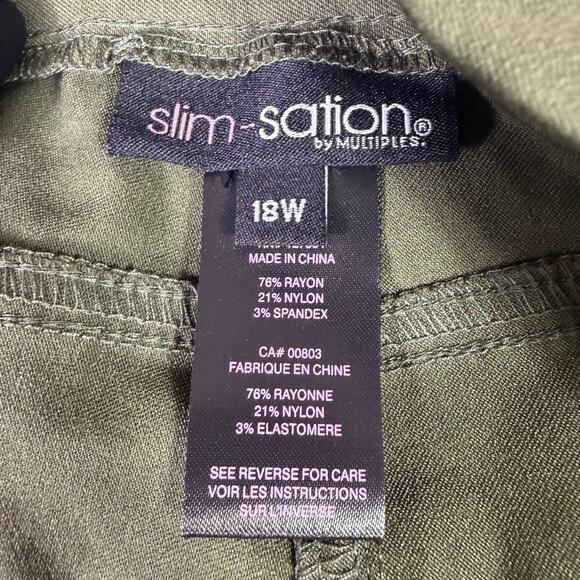 slim-sation®
by MULTIPLES®
18W
MADE IN CHINA
76% RAYON
21% NYLON
3% SPANDEX
CA# 00803
FABRIQUE EN CHINE
76% RAYONNE
21% NYLON
3% ELASTOMERE
SEE REVERSE FOR CARE
VOIR LES INSTRUCTIONS
SUR L'INVERSE